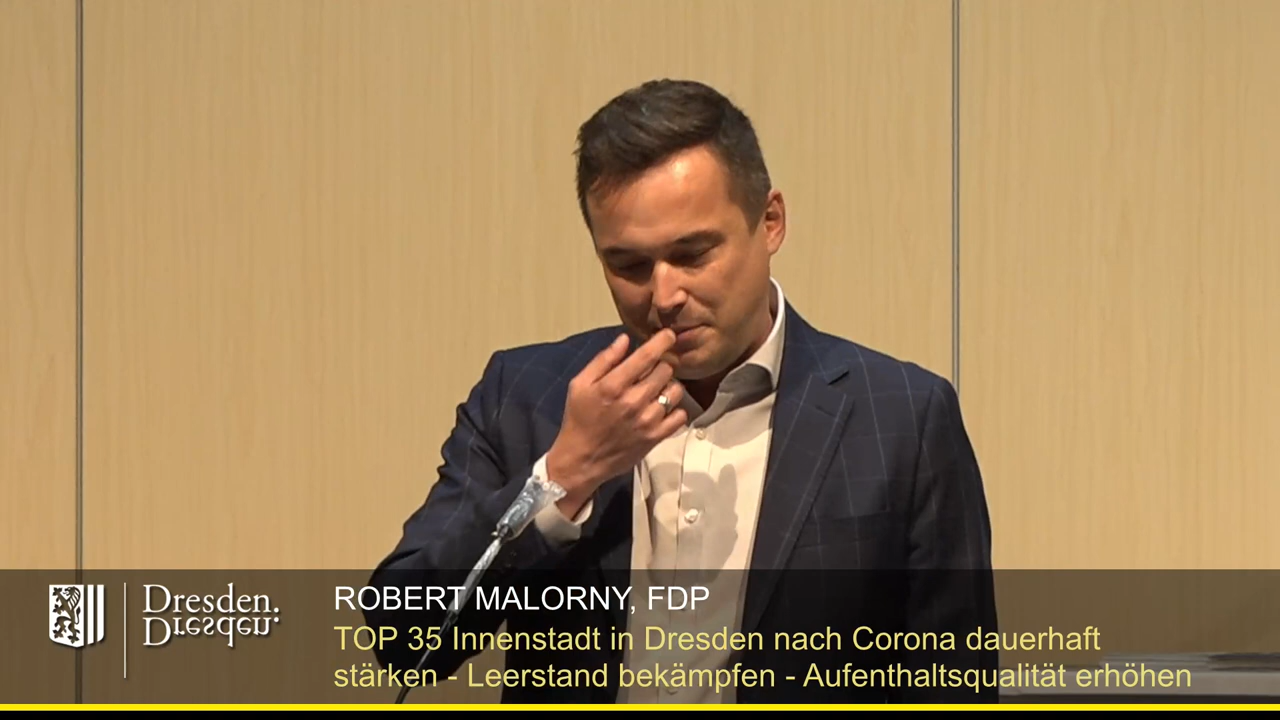 Dresden.
Dresden.
ROBERT MALORNY, FDP
TOP 35 Innenstadt in Dresden nach Corona dauerhaft
stärken - Leerstand bekämpfen - Aufenthaltsqualität erhöhen